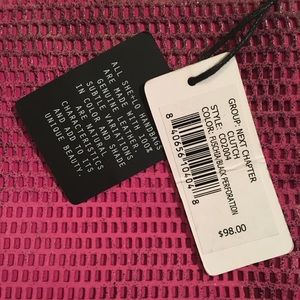 ALL SHE-LO HANDBAGS
ARE MADE WITH 100%
GENUINE LEATHER.
SUBTLE VARIATIONS
IN COLOR AND SHADE
ARE NATURAL
CHARACTERISTICS
AND ADD TO ITS
UNIQUE BEAUTY.
GROUP: NEXT CHAPTER
CLUTCH
COLOR: FUSCHIA/BLACK PERFORATION
$98.00